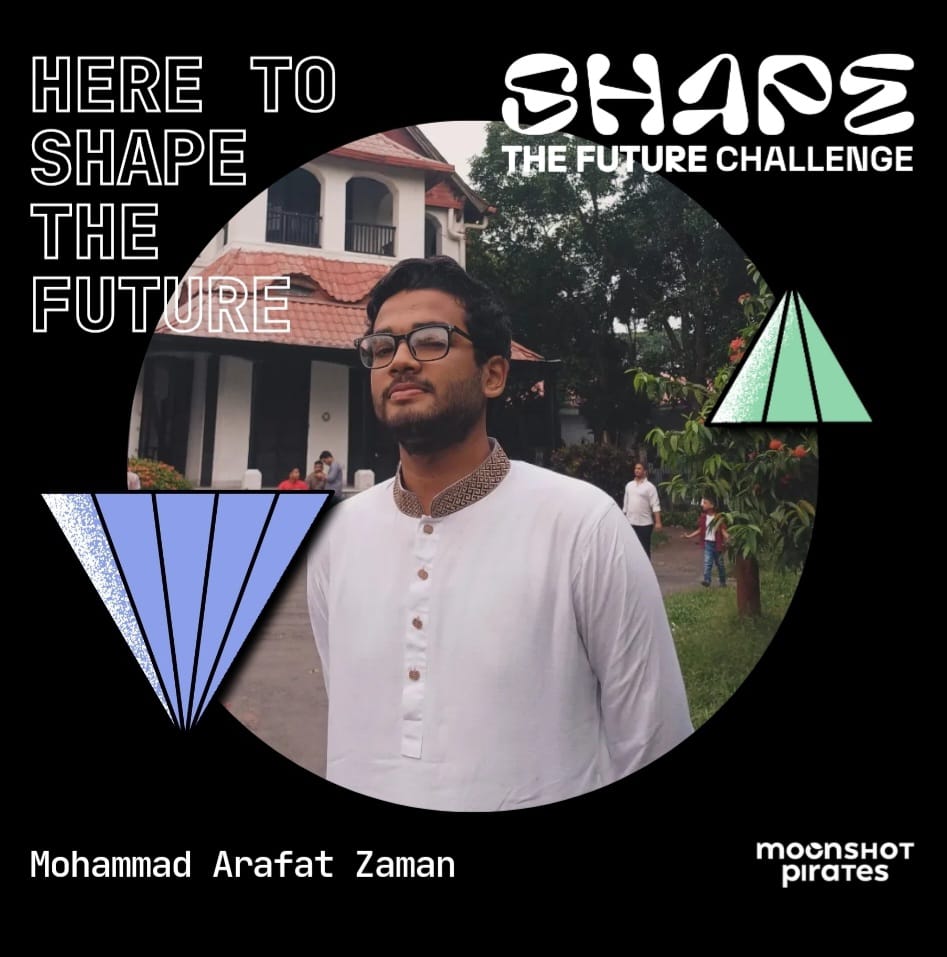 HERE TO
SHAPE
THE
FUTURE
SHAPE
THE FUTURE CHALLENGE
Mohammad Arafat Zaman
moonshot
pirates